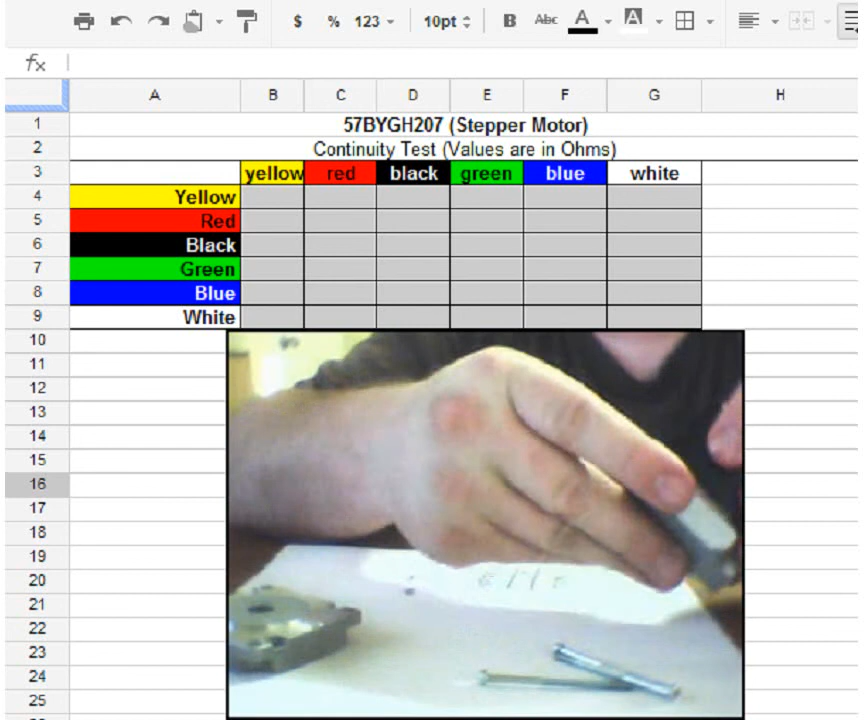 $ % 123 10pt B Abc A A
fx
A B C D E F G H
1 57BYGH207 (Stepper Motor)
2 Continuity Test (Values are in Ohms)
3 yellow red black green blue white
4 Yellow
5 Red
6 Black
7 Green
8 Blue
9 White
10
11
12
13
14
15
16
17
18
19
20
21
22
23
24
25